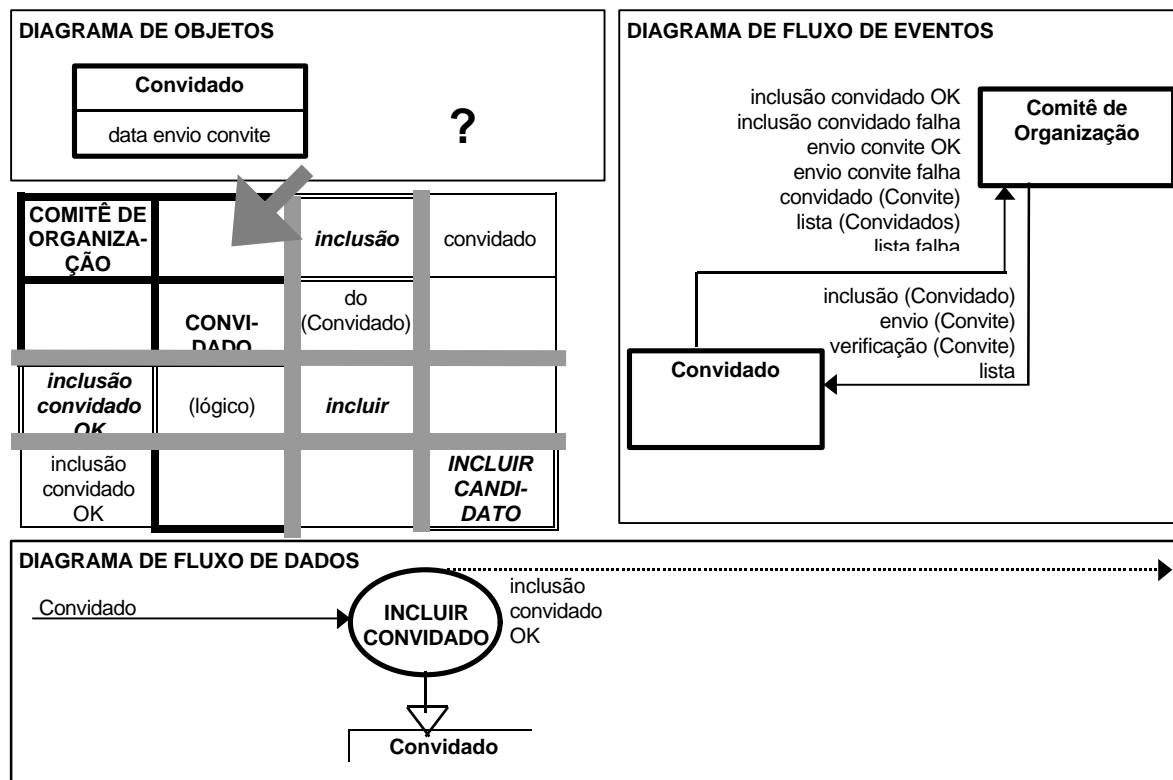 DIAGRAMA DE OBJETOS
Convidado
data envio convite
?
DIAGRAMA DE FLUXO DE EVENTOS
inclusão convidado OK
inclusão convidado falha
envio convite OK
envio convite falha
convidado (Convite)
lista (Convidados)
lista falha
Comitê de
Organização
inclusão (Convidado)
envio (Convite)
verificação (Convite)
lista
Convidado
COMITÊ DE
ORGANIZA-
ÇÃO
inclusão
convidado
CONVI-
DADO
do
(Convidado)
inclusão
convidado
OK
(lógico)
incluir
inclusão
convidado
OK
INCLUIR
CANDI-
DATO
DIAGRAMA DE FLUXO DE DADOS
Convidado
INCLUIR
CONVIDADO
inclusão
convidado
OK
Convidado